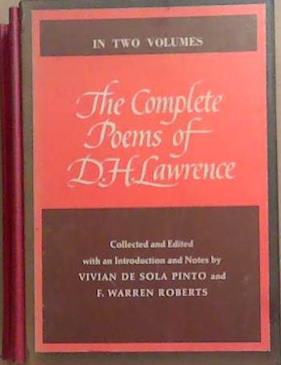 IN TWO VOLUMES
The Complete
Poems of
D.H.Lawrence
Collected and Edited
with an Introduction and Notes by
VIVIAN DE SOLA PINTO and
F. WARREN ROBERTS